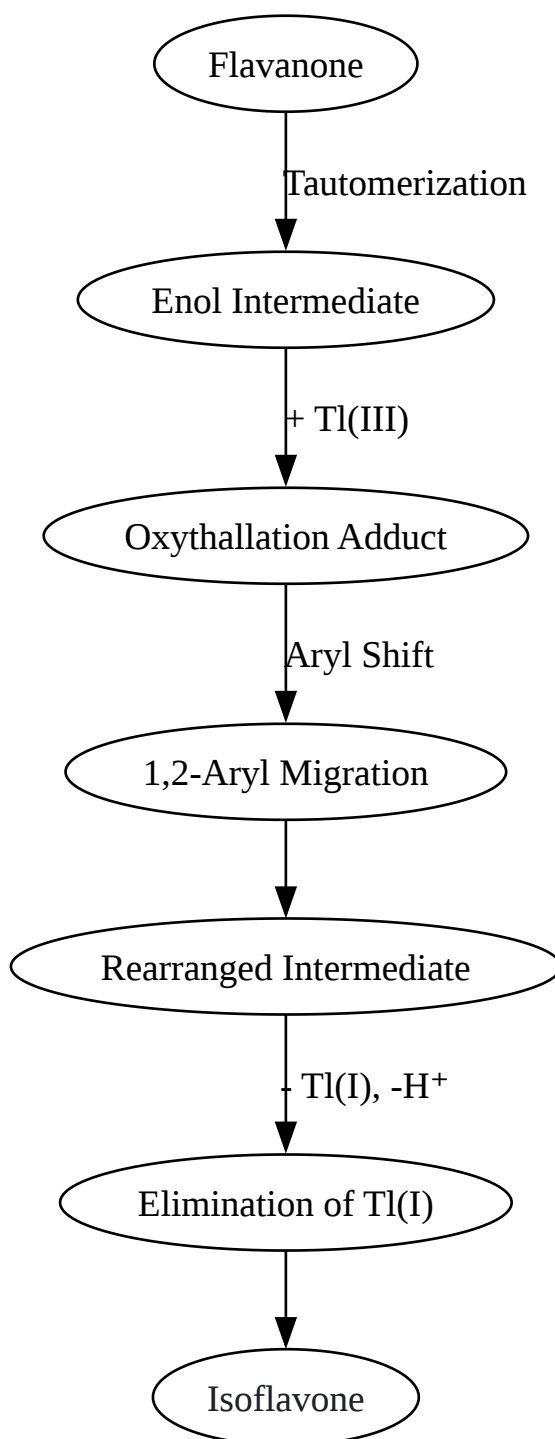 Flavanone
Tautomerization
Enol Intermediate
+ Tl(III)
Oxythallation Adduct
Aryl Shift
1,2-Aryl Migration
Rearranged Intermediate
- Tl(I), -H⁺
Elimination of Tl(I)
Isoflavone